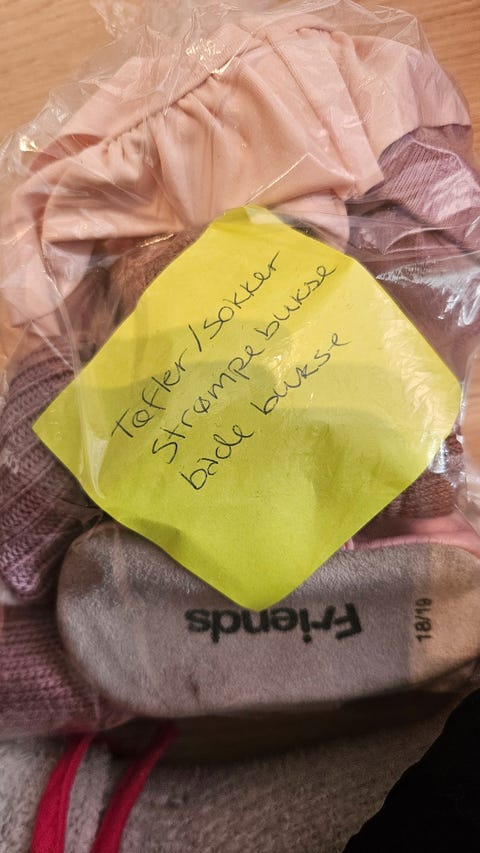 Tøfler/sokker
strømpebukse
bade bukse
Friends
18/19